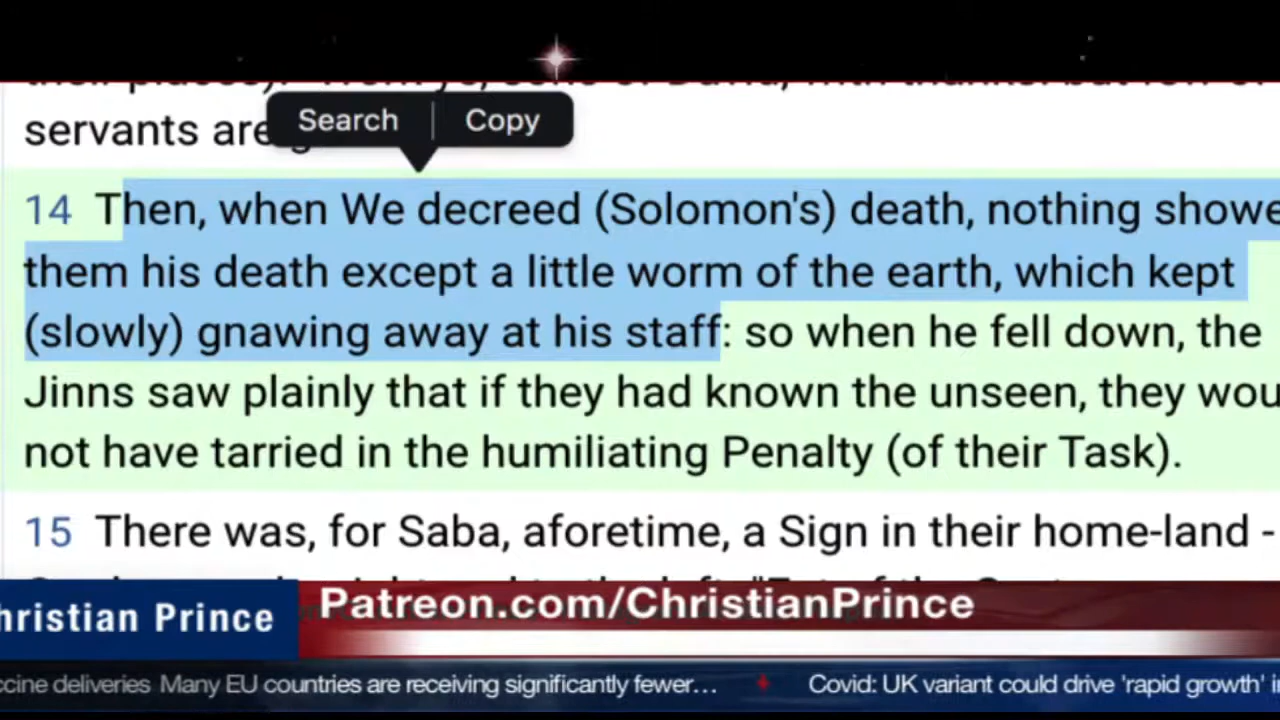 servants are
Search Copy
14 Then, when We decreed (Solomon's) death, nothing showe
them his death except a little worm of the earth, which kept
(slowly) gnawing away at his staff: so when he fell down, the
Jinns saw plainly that if they had known the unseen, they wou
not have tarried in the humiliating Penalty (of their Task).
15 There was, for Saba, aforetime, a Sign in their home-land -
hristian Prince
Patreon.com/ChristianPrince
ccine deliveries Many EU countries are receiving significantly fewer... Covid: UK variant could drive 'rapid growth' i